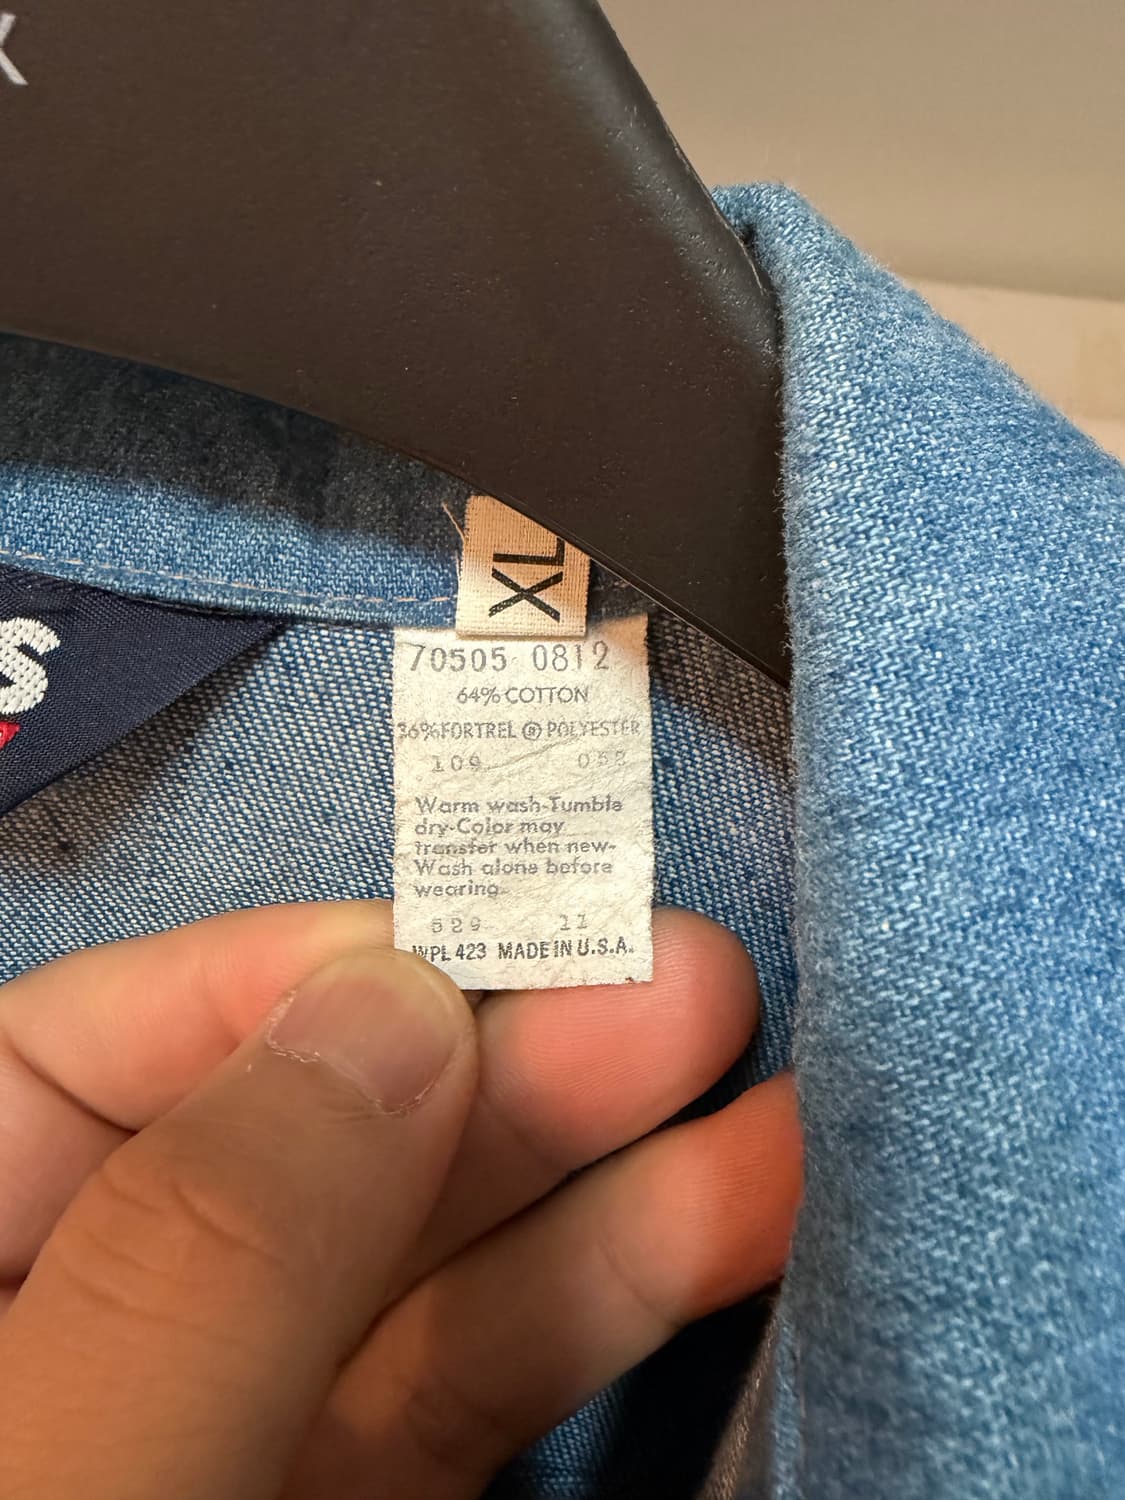 X
S
XL
70505 0812
64% COTTON
36% FORTREL ® POLYESTER
109
Warm wash-Tumble
dry-Color may
transfer when new-
Wash alone before
wearing-
529 11
WPL 423 MADE IN U.S.A.